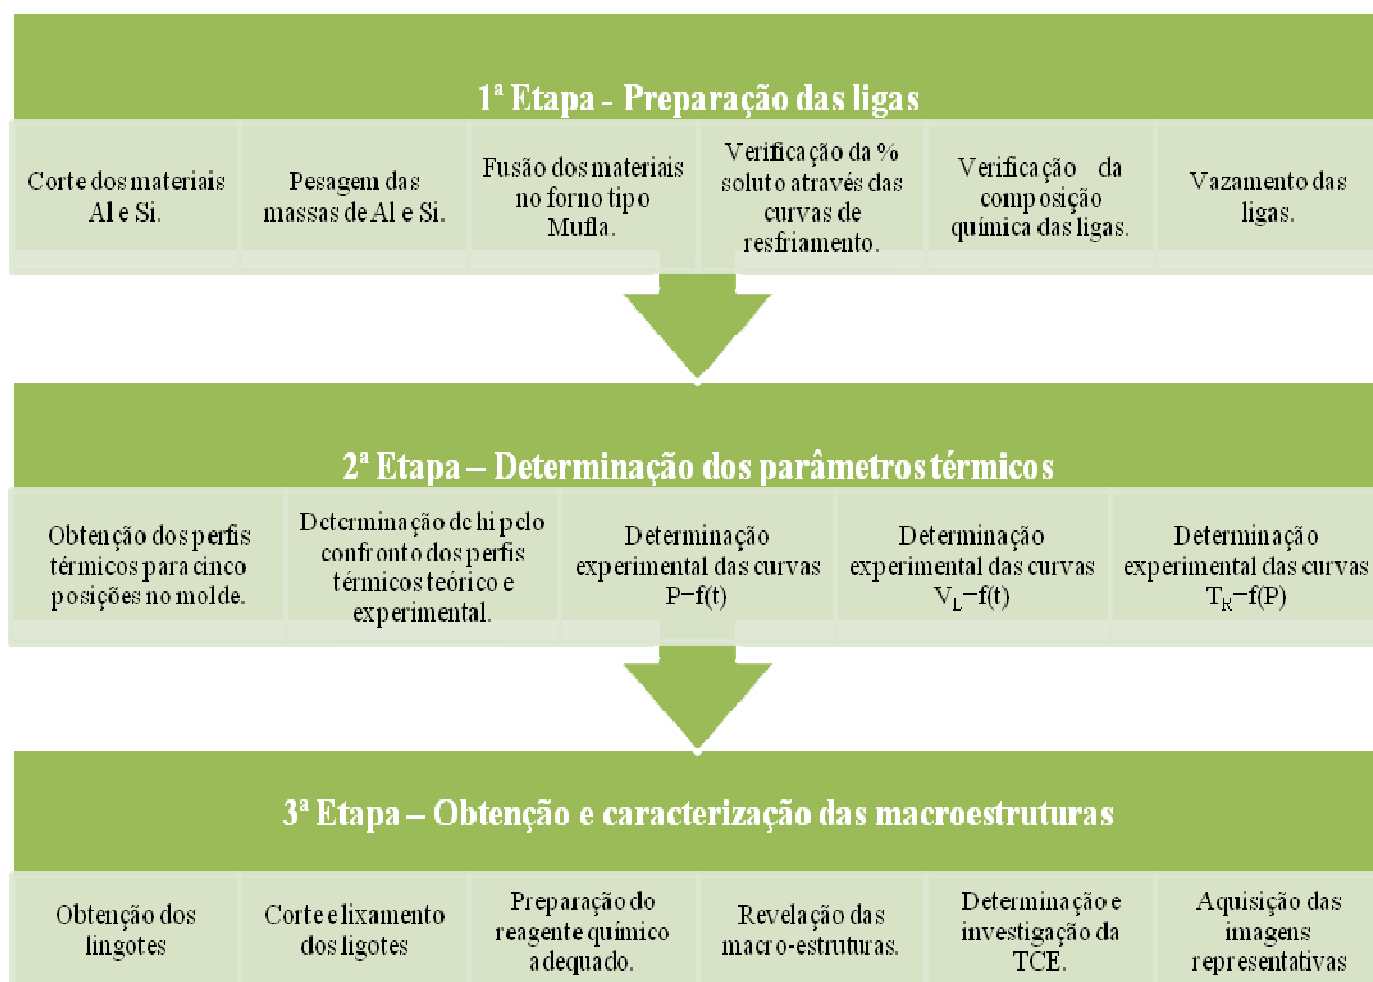 1ª Etapa - Preparação das ligas
Corte dos materiais
Al e Si.
Pesagem das
massas de Al e Si.
Fusão dos materiais
no forno tipo
Mufla.
Verificação da %
soluto através das
curvas de
resfriamento.
Verificação da
composição
química das ligas.
Vazamento das
ligas.
2ª Etapa – Determinação dos parâmetros térmicos
Obtenção dos perfis
térmicos para cinco
posições no molde.
Determinação de hi pelo
confronto dos perfis
térmicos teórico e
experimental.
Determinação
experimental das curvas
P=f(t)
Determinação
experimental das curvas
V_L=f(t)
Determinação
experimental das curvas
T_R=f(P)
3ª Etapa – Obtenção e caracterização das macroestruturas
Obtenção dos
lingotes
Corte e lixamento
dos ligotes
Preparação do
reagente químico
adequado.
Revelação das
macro-estruturas.
Determinação e
investigação da
TCE.
Aquisição das
imagens
representativas